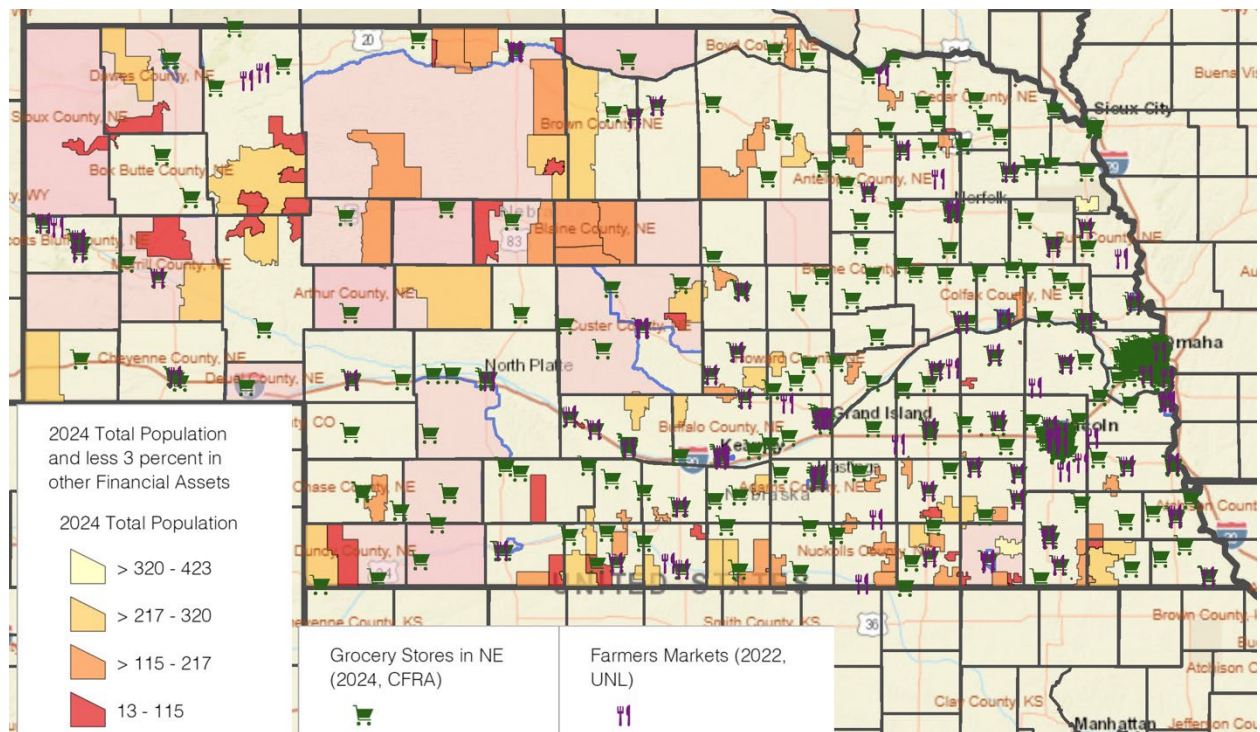 20
Boyd County, NE
Buena Vis
Dawes County, NE
Cedar County, NE
Sioux City
Sioux County, NE
Brown County, NE
29
Box Butte County, NE
Antelope County, NE
y, WY
Norfolk
Nebraska
83
Blaine County, NE
Scotts Bluff County, NE
Burt County, NE
Morrill County, NE
Boone County, NE
Arthur County, NE
Colfax County, NE
Custer County, NE
Omaha
Cheyenne County, NE
Howard County, NE
North Platte
Deuel County, NE
Grand Island
nty, CO
Buffalo County, NE
Lincoln
Kearney
80
Hastings
Chase County, NE
Adams County, NE
Nebraska
Atchison County
29
Dundy County, NE
Nuckolls County, NE
UNITED STATES
Cheyenne County, KS
Smith County, KS
36
Brown County, K
Atchison C
Clay County, KS
Manhattan
Jefferson Cou
2024 Total Population
and less 3 percent in
other Financial Assets
2024 Total Population
> 320 - 423
> 217 - 320
> 115 - 217
13 - 115
Grocery Stores in NE
(2024, CFRA)
Farmers Markets (2022,
UNL)